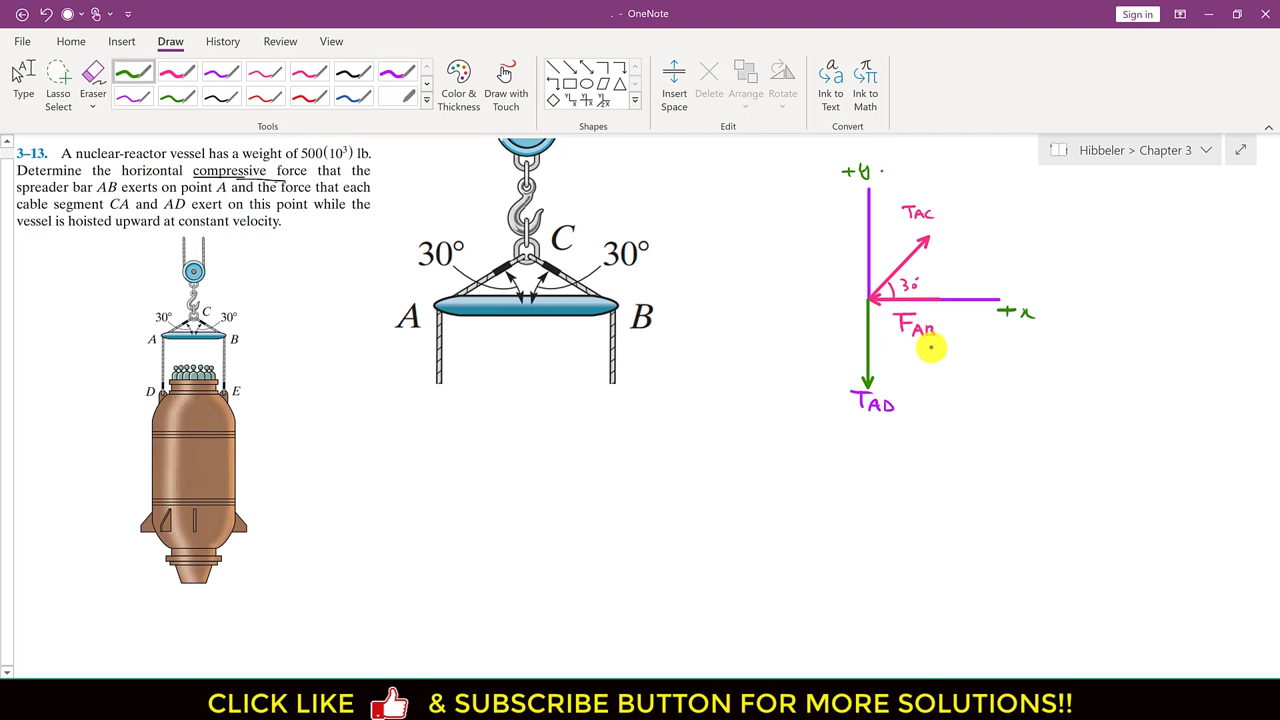 . - OneNote
Sign in
File
Home
Insert
Draw
History
Review
View
Type
Lasso Select
Eraser
Color & Thickness
Draw with Touch
Insert Space
Delete
Arrange
Rotate
Ink to Text
Ink to Math
Tools
Shapes
Edit
Convert
3–13. A nuclear-reactor vessel has a weight of 500(10³) lb.
Determine the horizontal compressive force that the
spreader bar AB exerts on point A and the force that each
cable segment CA and AD exert on this point while the
vessel is hoisted upward at constant velocity.
Hibbeler > Chapter 3
30°
C
30°
A
B
D
E
30°
C
30°
A
B
+y
TAC
30°
+x
FAB
TAD
CLICK LIKE & SUBSCRIBE BUTTON FOR MORE SOLUTIONS!!